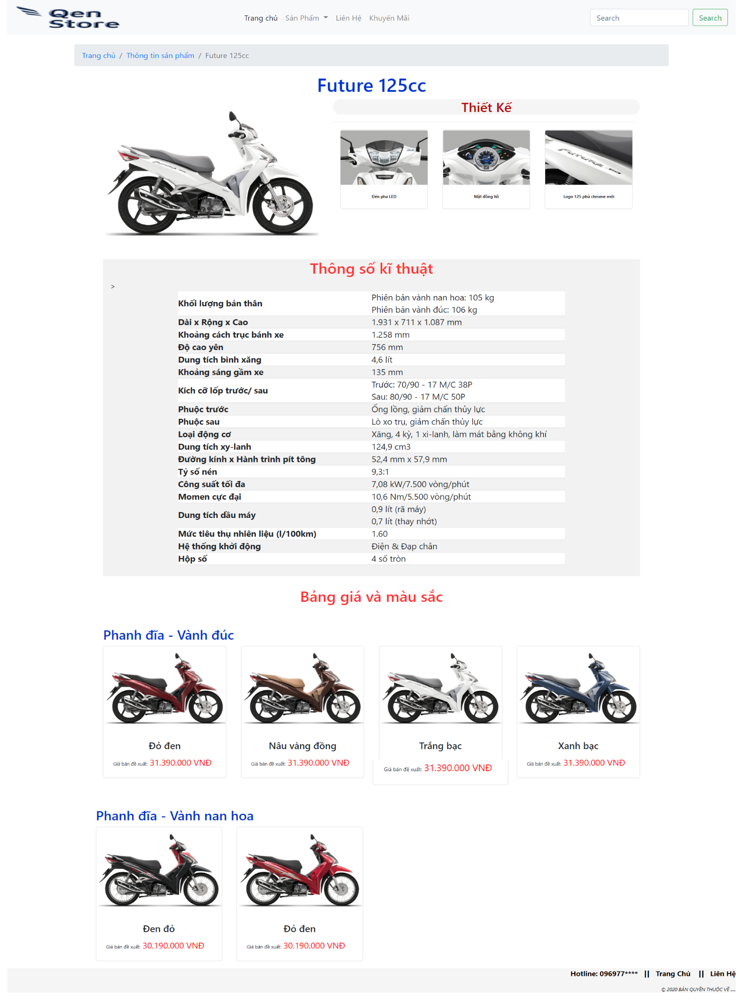 Qen
Store
Trang chủ Sản Phẩm Liên Hệ Khuyến Mãi
Search Search
Trang chủ / Thông tin sản phẩm / Future 125cc
Future 125cc
Thiết Kế
FUTURE
HONDA
FUTURE 125
Đèn pha LED
Mặt đồng hồ
Logo 125 phủ chrome mới
Thông số kĩ thuật
>
Khối lượng bản thân
Phiên bản vành nan hoa: 105 kg
Phiên bản vành đúc: 106 kg
Dài x Rộng x Cao 1.931 x 711 x 1.087 mm
Khoảng cách trục bánh xe 1.258 mm
Độ cao yên 756 mm
Dung tích bình xăng 4,6 lít
Khoảng sáng gầm xe 135 mm
Kích cỡ lốp trước/ sau
Trước: 70/90 - 17 M/C 38P
Sau: 80/90 - 17 M/C 50P
Phuộc trước Ống lồng, giảm chấn thủy lực
Phuộc sau Lò xo trụ, giảm chấn thủy lực
Loại động cơ Xăng, 4 kỳ, 1 xi-lanh, làm mát bằng không khí
Dung tích xy-lanh 124,9 cm3
Đường kính x Hành trình pít tông 52,4 mm x 57,9 mm
Tỷ số nén 9,3:1
Công suất tối đa 7,08 kW/7.500 vòng/phút
Momen cực đại 10,6 Nm/5.500 vòng/phút
Dung tích dầu máy
0,9 lít (rã máy)
0,7 lít (thay nhớt)
Mức tiêu thụ nhiên liệu (l/100km) 1.60
Hệ thống khởi động Điện & Đạp chân
Hộp số 4 số tròn
Bảng giá và màu sắc
Phanh đĩa - Vành đúc
Đỏ đen
Giá bán đề xuất: 31.390.000 VNĐ
Nâu vàng đồng
Giá bán đề xuất: 31.390.000 VNĐ
Trắng bạc
Giá bán đề xuất: 31.390.000 VNĐ
Xanh bạc
Giá bán đề xuất: 31.390.000 VNĐ
Phanh đĩa - Vành nan hoa
Đen đỏ
Giá bán đề xuất: 30.190.000 VNĐ
Đỏ đen
Giá bán đề xuất: 30.190.000 VNĐ
Hotline: 096977**** || Trang Chủ || Liên Hệ
© 2020 BẢN QUYỀN THUỘC VỀ .....